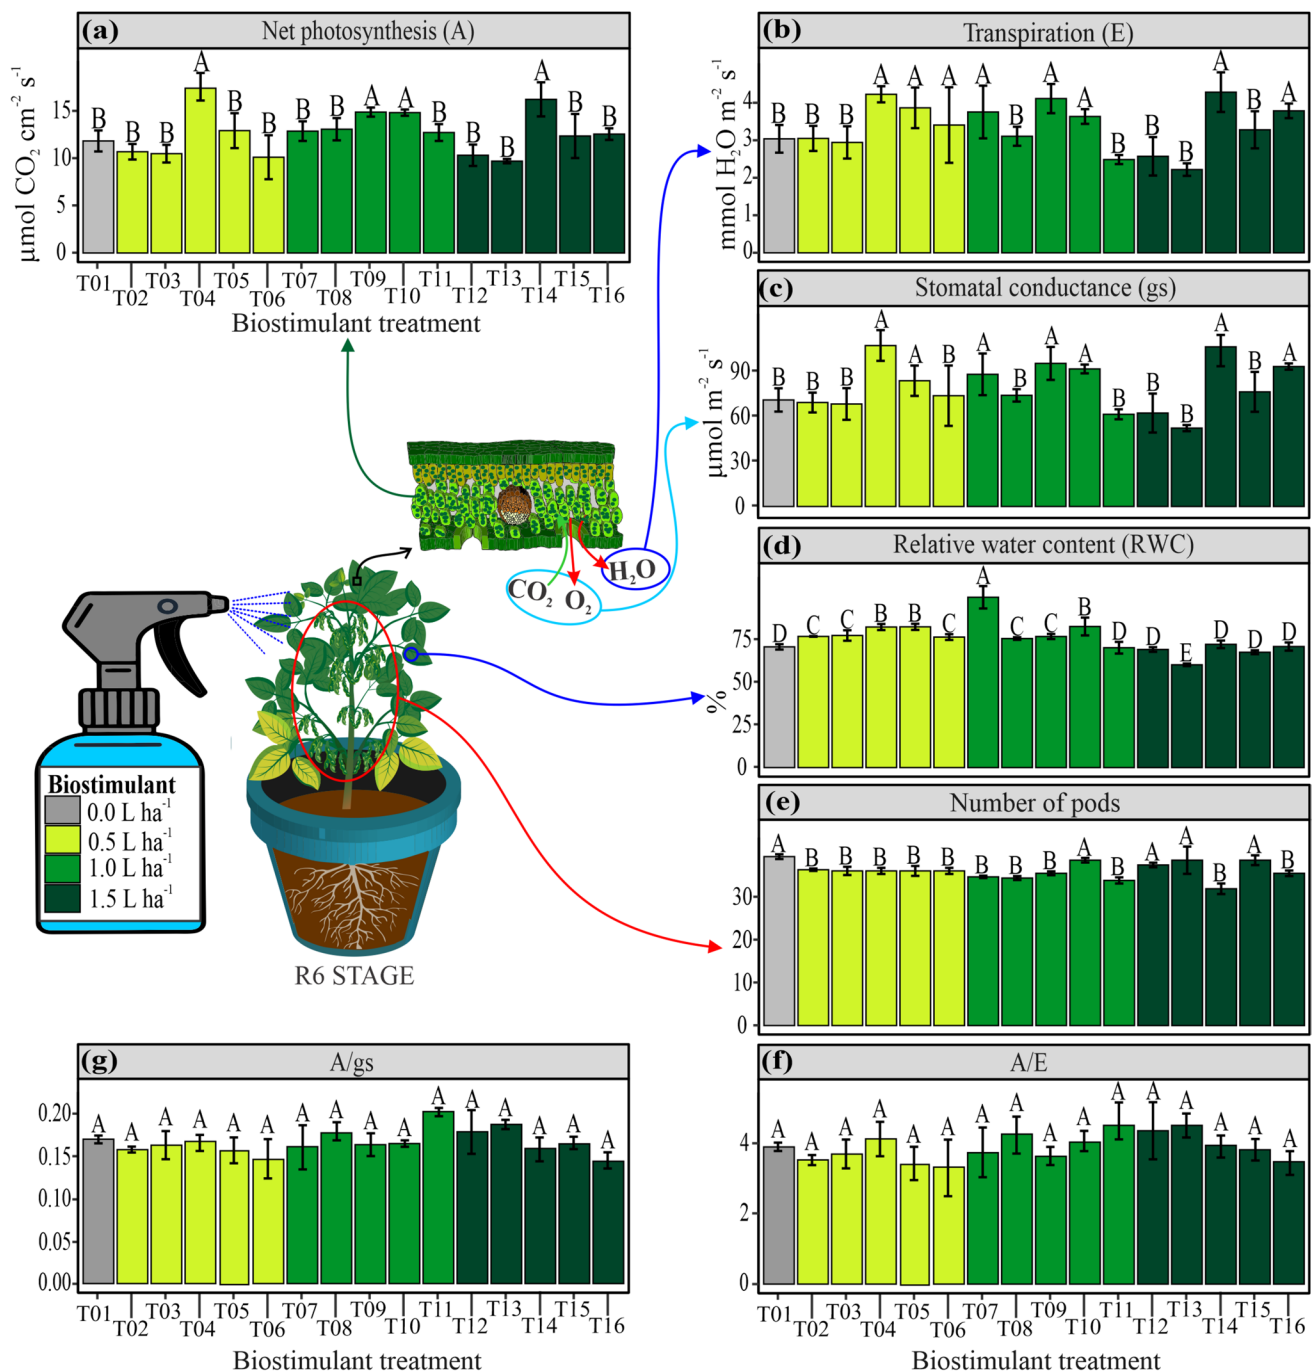 (a) Net photosynthesis (A)
μmol CO₂ cm⁻² s⁻¹
15
10
5
0
B B B A B B B B A A B B B A B B
T01 T02 T03 T04 T05 T06 T07 T08 T09 T10 T11 T12 T13 T14 T15 T16
Biostimulant treatment
(b) Transpiration (E)
mmol H₂O m⁻² s⁻¹
4
3
2
1
0
B B B A A A A B A A B B B A B A
(c) Stomatal conductance (gs)
μmol m⁻² s⁻¹
90
60
30
0
B B B A A B A B A A B B B A B A
CO₂ O₂
H₂O
(d) Relative water content (RWC)
%
75
50
25
0
D C C B B C A C C B D D E D D D
Biostimulant
0.0 L ha⁻¹
0.5 L ha⁻¹
1.0 L ha⁻¹
1.5 L ha⁻¹
R6 STAGE
(e) Number of pods
30
20
10
0
A B B B B B B B B A B A A B A B
(g) A/gs
0.20
0.15
0.10
0.05
0.00
A A A A A A A A A A A A A A A A
T01 T02 T03 T04 T05 T06 T07 T08 T09 T10 T11 T12 T13 T14 T15 T16
Biostimulant treatment
(f) A/E
4
2
0
A A A A A A A A A A A A A A A A
T01 T02 T03 T04 T05 T06 T07 T08 T09 T10 T11 T12 T13 T14 T15 T16
Biostimulant treatment